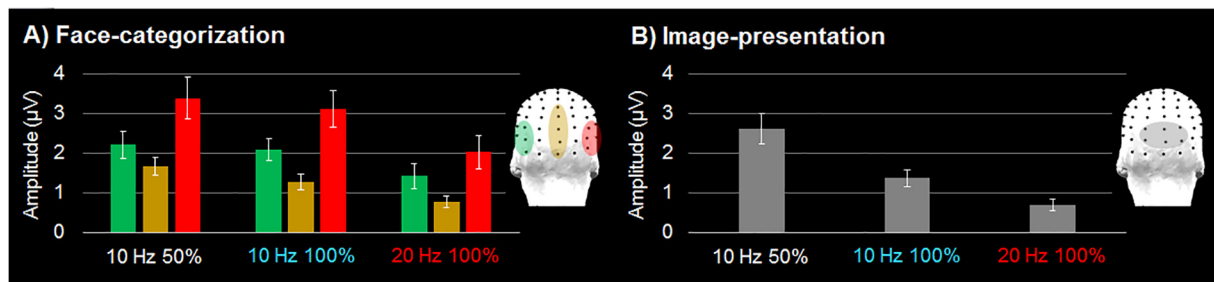 A) Face-categorization
Amplitude (µV)
4
3
2
1
0
10 Hz 50%
10 Hz 100%
20 Hz 100%
B) Image-presentation
Amplitude (µV)
4
3
2
1
0
10 Hz 50%
10 Hz 100%
20 Hz 100%